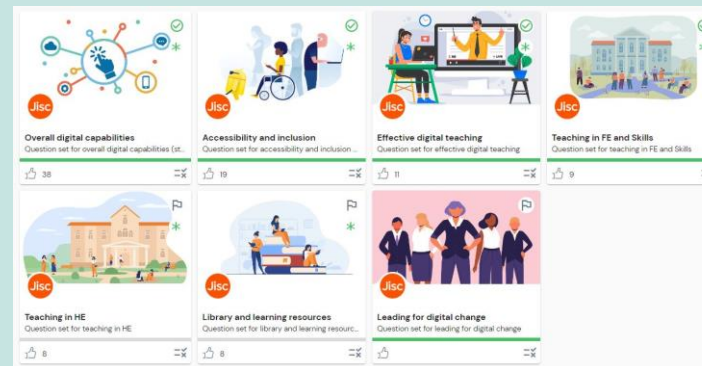 Jisc
Overall digital capabilities
Question set for overall digital capabilities (st...
38
Jisc
Accessibility and inclusion
Question set for accessibility and inclusion ...
19
Jisc
Effective digital teaching
Question set for effective digital teaching
11
Jisc
Teaching in FE and Skills
Question set for teaching in FE and Skills
9
Jisc
Teaching in HE
Question set for teaching in HE
8
Jisc
Library and learning resources
Question set for library and learning resourc...
8
Jisc
Leading for digital change
Question set for leading for digital change